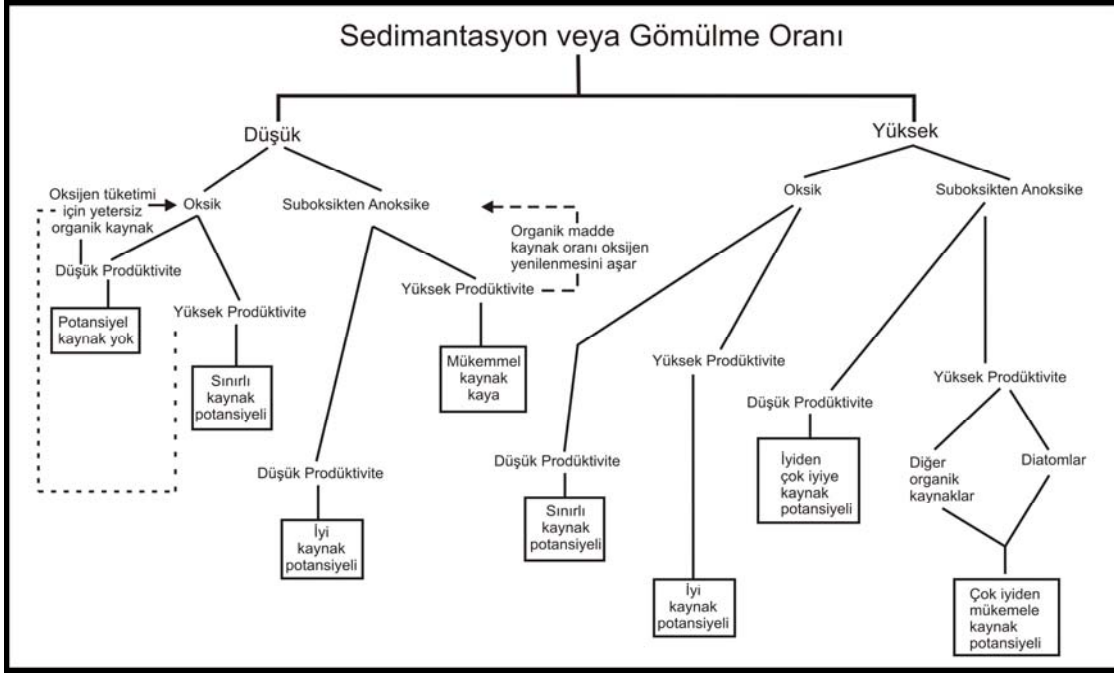 Sedimantasyon veya Gömülme Oranı
Düşük
Yüksek
Oksijen tüketimi
için yetersiz
organik kaynak
Oksik
Suboksikten Anoksike
Organik madde
kaynak oranı oksijen
yenilenmesini aşar
Düşük Prodüktivite
Yüksek Prodüktivite
Yüksek Prodüktivite
Potansiyel
kaynak yok
Sınırlı
kaynak
potansiyeli
Mükemmel
kaynak
kaya
Düşük Prodüktivite
İyi
kaynak
potansiyeli
Oksik
Suboksikten Anoksike
Yüksek Prodüktivite
Düşük Prodüktivite
Yüksek Prodüktivite
Düşük Prodüktivite
Sınırlı
kaynak
potansiyeli
İyi
kaynak
potansiyeli
İyiden
çok iyiye
kaynak
potansiyeli
Diğer
organik
kaynaklar
Diatomlar
Çok iyiden
mükemele
kaynak
potansiyeli